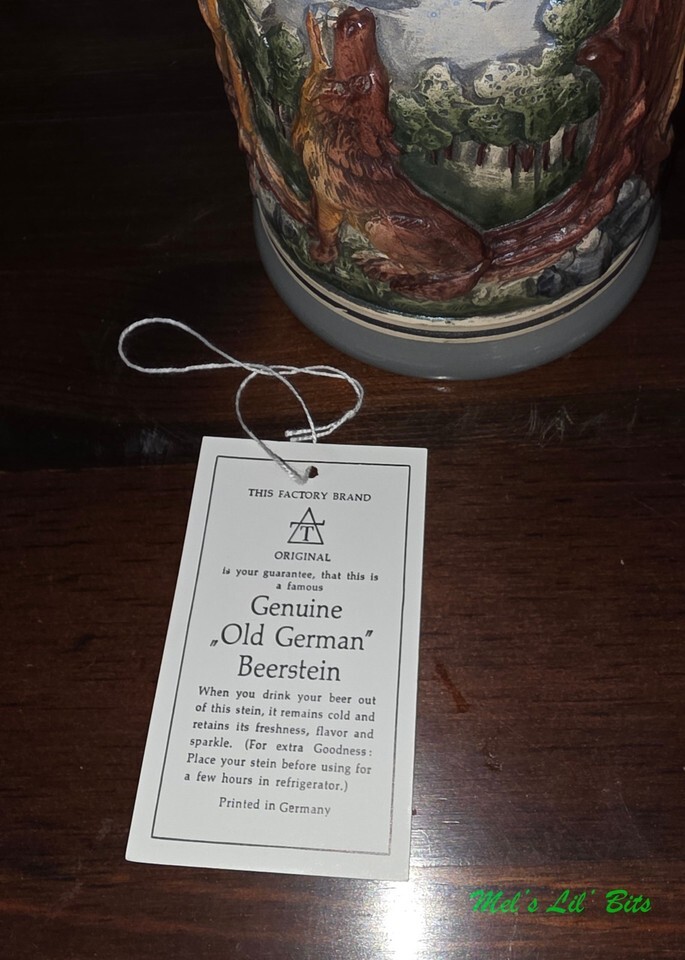 THIS FACTORY BRAND
AT
ORIGINAL
is your guarantee, that this is
a famous
Genuine
„Old German”
Beerstein
When you drink your beer out
of this stein, it remains cold and
retains its freshness, flavor and
sparkle. (For extra Goodness:
Place your stein before using for
a few hours in refrigerator.)
Printed in Germany
Mel's Lil' Bits